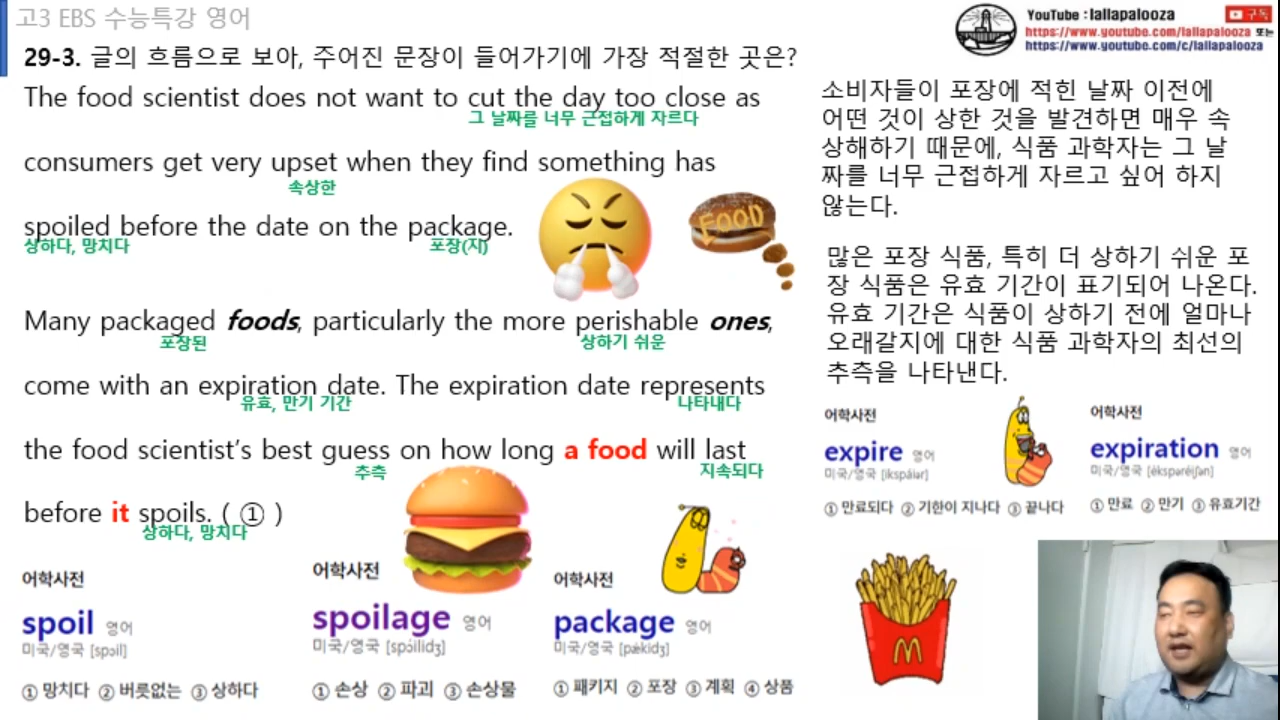 고3 EBS 수능특강 영어
YouTube : lallapalooza
구독
https://www.youtube.com/lallapalooza 또는
https://www.youtube.com/c/lallapalooza
29-3. 글의 흐름으로 보아, 주어진 문장이 들어가기에 가장 적절한 곳은?
The food scientist does not want to cut the day too close as
그 날짜를 너무 근접하게 자르다
consumers get very upset when they find something has
속상한
spoiled before the date on the package.
상하다, 망치다
포장(지)
FOOD
Many packaged foods, particularly the more perishable ones,
포장된
상하기 쉬운
come with an expiration date. The expiration date represents
유효, 만기 기간
나타내다
the food scientist's best guess on how long a food will last
추측
지속되다
before it spoils. ( ① )
상하다, 망치다
소비자들이 포장에 적힌 날짜 이전에
어떤 것이 상한 것을 발견하면 매우 속
상해하기 때문에, 식품 과학자는 그 날
짜를 너무 근접하게 자르고 싶어 하지
않는다.
많은 포장 식품, 특히 더 상하기 쉬운 포
장 식품은 유효 기간이 표기되어 나온다.
유효 기간은 식품이 상하기 전에 얼마나
오래갈지에 대한 식품 과학자의 최선의
추측을 나타낸다.
어학사전
expire 영어
미국/영국 [ikspáiər]
① 만료되다 ② 기한이 지나다 ③ 끝나다
어학사전
expiration 영어
미국/영국 [èkspəréiʃən]
① 만료 ② 만기 ③ 유효기간
어학사전
spoil 영어
미국/영국 [spɔil]
① 망치다 ② 버릇없는 ③ 상하다
어학사전
spoilage 영어
미국/영국 [spɔ́ilidʒ]
① 손상 ② 파괴 ③ 손상물
어학사전
package 영어
미국/영국 [pǽkidʒ]
① 패키지 ② 포장 ③ 계획 ④ 상품